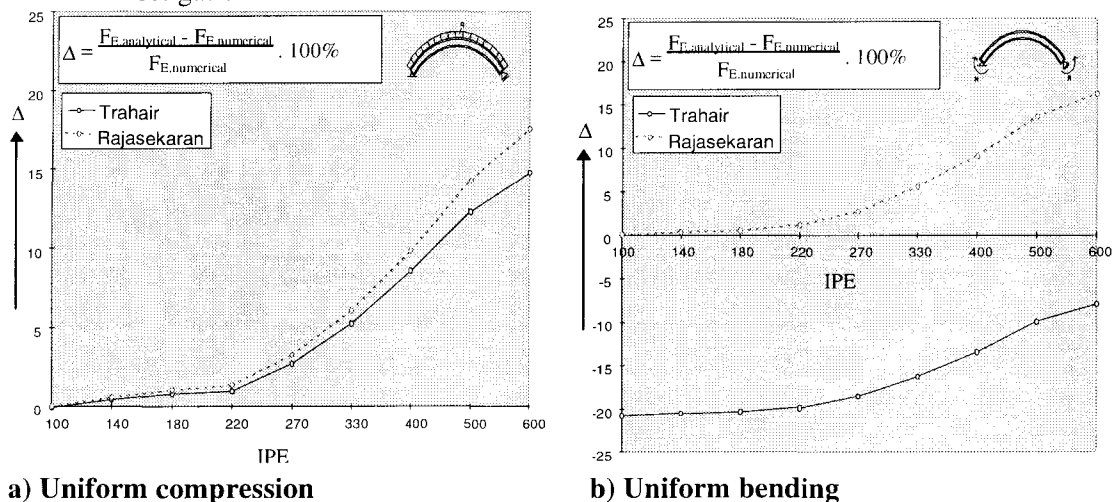 25
20
15
10
5
0
Δ
Δ = (F_E.analytical - F_E.numerical) / F_E.numerical . 100%
Trahair
Rajasekaran
100 140 180 220 270 330 400 500 600
IPE
a) Uniform compression
25
20
15
10
5
0
-5
-10
-15
-20
-25
Δ
Δ = (F_E.analytical - F_E.numerical) / F_E.numerical . 100%
Trahair
Rajasekaran
100 140 180 220 270 330 400 500 600
IPE
b) Uniform bending